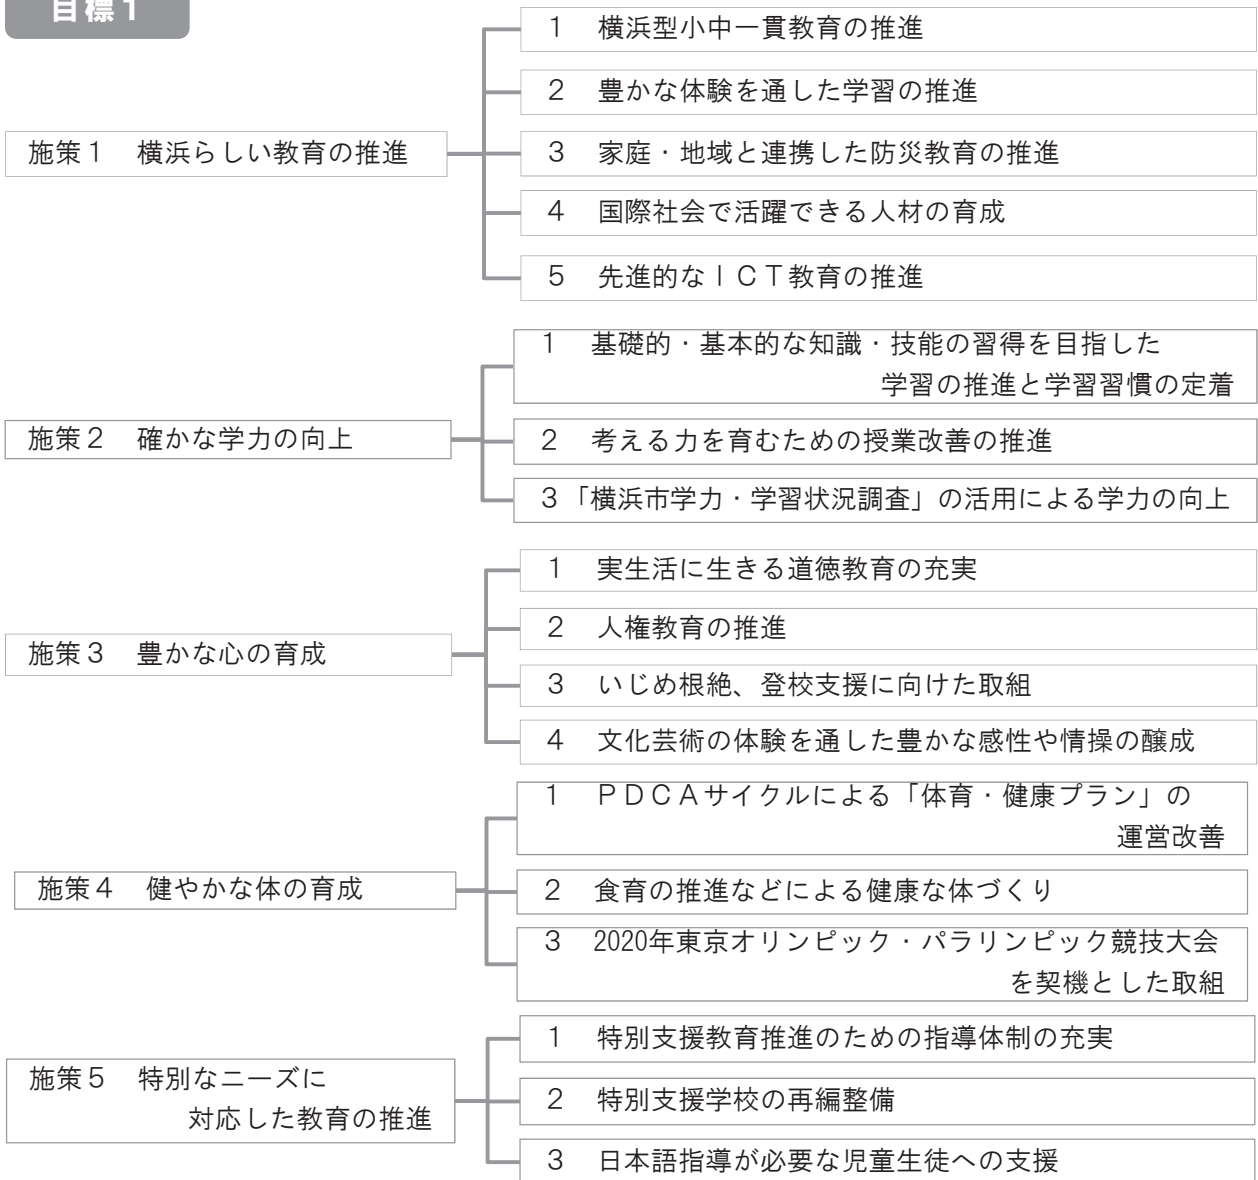 目標1
施策1 横浜らしい教育の推進
1 横浜型小中一貫教育の推進
2 豊かな体験を通した学習の推進
3 家庭・地域と連携した防災教育の推進
4 国際社会で活躍できる人材の育成
5 先進的なＩＣＴ教育の推進
施策2 確かな学力の向上
1 基礎的・基本的な知識・技能の習得を目指した
学習の推進と学習習慣の定着
2 考える力を育むための授業改善の推進
3「横浜市学力・学習状況調査」の活用による学力の向上
施策3 豊かな心の育成
1 実生活に生きる道徳教育の充実
2 人権教育の推進
3 いじめ根絶、登校支援に向けた取組
4 文化芸術の体験を通した豊かな感性や情操の醸成
施策4 健やかな体の育成
1 ＰＤＣＡサイクルによる「体育・健康プラン」の
運営改善
2 食育の推進などによる健康な体づくり
3 2020年東京オリンピック・パラリンピック競技大会
を契機とした取組
施策5 特別なニーズに
対応した教育の推進
1 特別支援教育推進のための指導体制の充実
2 特別支援学校の再編整備
3 日本語指導が必要な児童生徒への支援